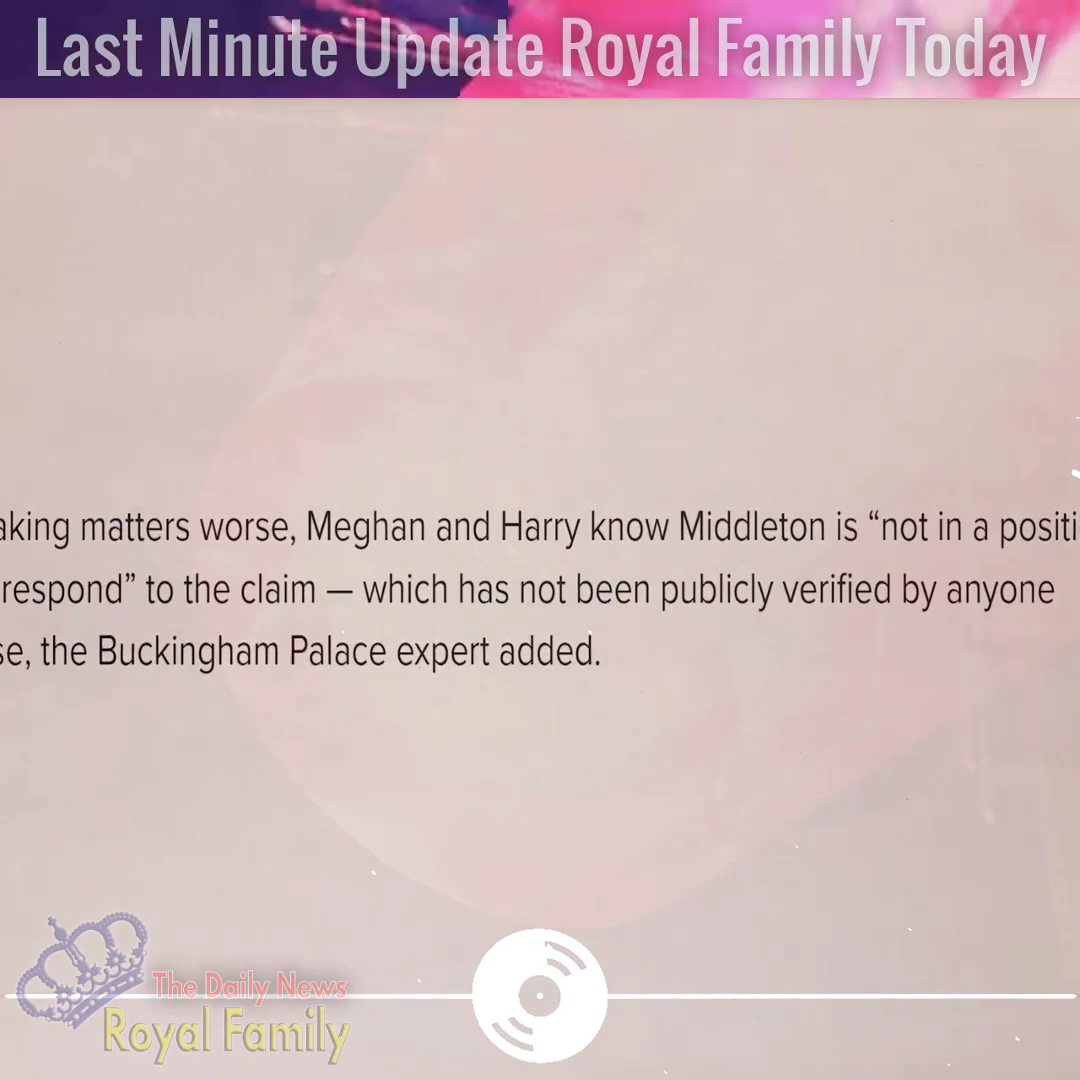 Last Minute Update Royal Family Today
aking matters worse, Meghan and Harry know Middleton is “not in a positi
respond” to the claim — which has not been publicly verified by anyone
se, the Buckingham Palace expert added.
The Daily News
Royal Family